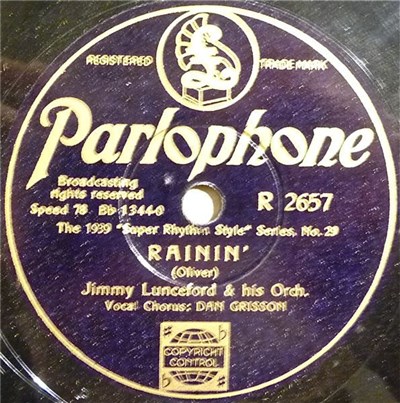 REGISTERED TRADE MARK
Parlophone
Broadcasting
rights reserved
Speed 78 Bb 13440
R 2657
The 1939 "Super Rhythm Style" Series, No. 29
RAININ'
(Oliver)
Jimmy Lunceford & his Orch.
Vocal Chorus: DAN GRISSON
COPYRIGHT
CONTROL